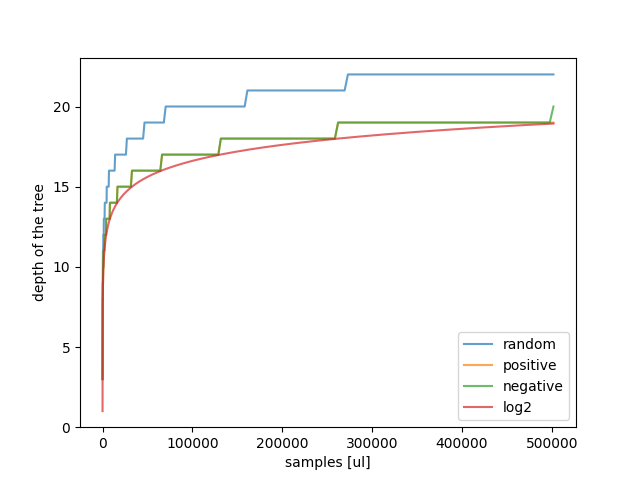 20
15
10
5
0
depth of the tree
0 100000 200000 300000 400000 500000
samples [ul]
random
positive
negative
log2